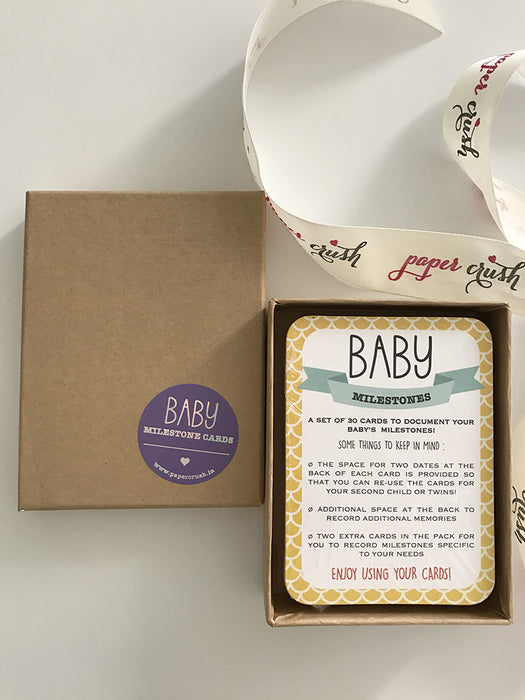 paper crush
crush
paper crush
BABY
MILESTONE CARDS
www.papercrush.in
BABY
MILESTONES
A SET OF 30 CARDS TO DOCUMENT YOUR
BABY'S MILESTONES!
SOME THINGS TO KEEP IN MIND :
ø THE SPACE FOR TWO DATES AT THE
BACK OF EACH CARD IS PROVIDED SO
THAT YOU CAN RE-USE THE CARDS FOR
YOUR SECOND CHILD OR TWINS!
ø ADDITIONAL SPACE AT THE BACK TO
RECORD ADDITIONAL MEMORIES
ø TWO EXTRA CARDS IN THE PACK FOR
YOU TO RECORD MILESTONES SPECIFIC
TO YOUR NEEDS
ENJOY USING YOUR CARDS!